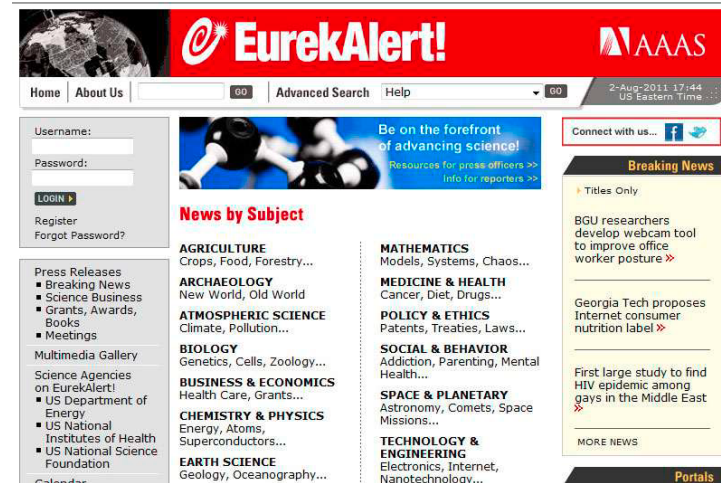 EurekAlert!
AAAS
Home
About Us
GO
Advanced Search
Help
GO
2-Aug-2011 17:44
US Eastern Time
Username:
Password:
LOGIN
Register
Forgot Password?
Press Releases
Breaking News
Science Business
Grants, Awards,
Books
Meetings
Multimedia Gallery
Science Agencies
on EurekAlert!
US Department of
Energy
US National
Institutes of Health
US National Science
Foundation
Calendar
Be on the forefront
of advancing science!
Resources for press officers >>
Info for reporters >>
News by Subject
AGRICULTURE
Crops, Food, Forestry...
ARCHAEOLOGY
New World, Old World
ATMOSPHERIC SCIENCE
Climate, Pollution...
BIOLOGY
Genetics, Cells, Zoology...
BUSINESS & ECONOMICS
Health Care, Grants...
CHEMISTRY & PHYSICS
Energy, Atoms,
Superconductors...
EARTH SCIENCE
Geology, Oceanography...
MATHEMATICS
Models, Systems, Chaos...
MEDICINE & HEALTH
Cancer, Diet, Drugs...
POLICY & ETHICS
Patents, Treaties, Laws...
SOCIAL & BEHAVIOR
Addiction, Parenting, Mental
Health...
SPACE & PLANETARY
Astronomy, Comets, Space
Missions...
TECHNOLOGY &
ENGINEERING
Electronics, Internet,
Nanotechnology...
Connect with us...
Breaking News
Titles Only
BGU researchers
develop webcam tool
to improve office
worker posture »
Georgia Tech proposes
Internet consumer
nutrition label »
First large study to find
HIV epidemic among
gays in the Middle East
»
MORE NEWS
Portals